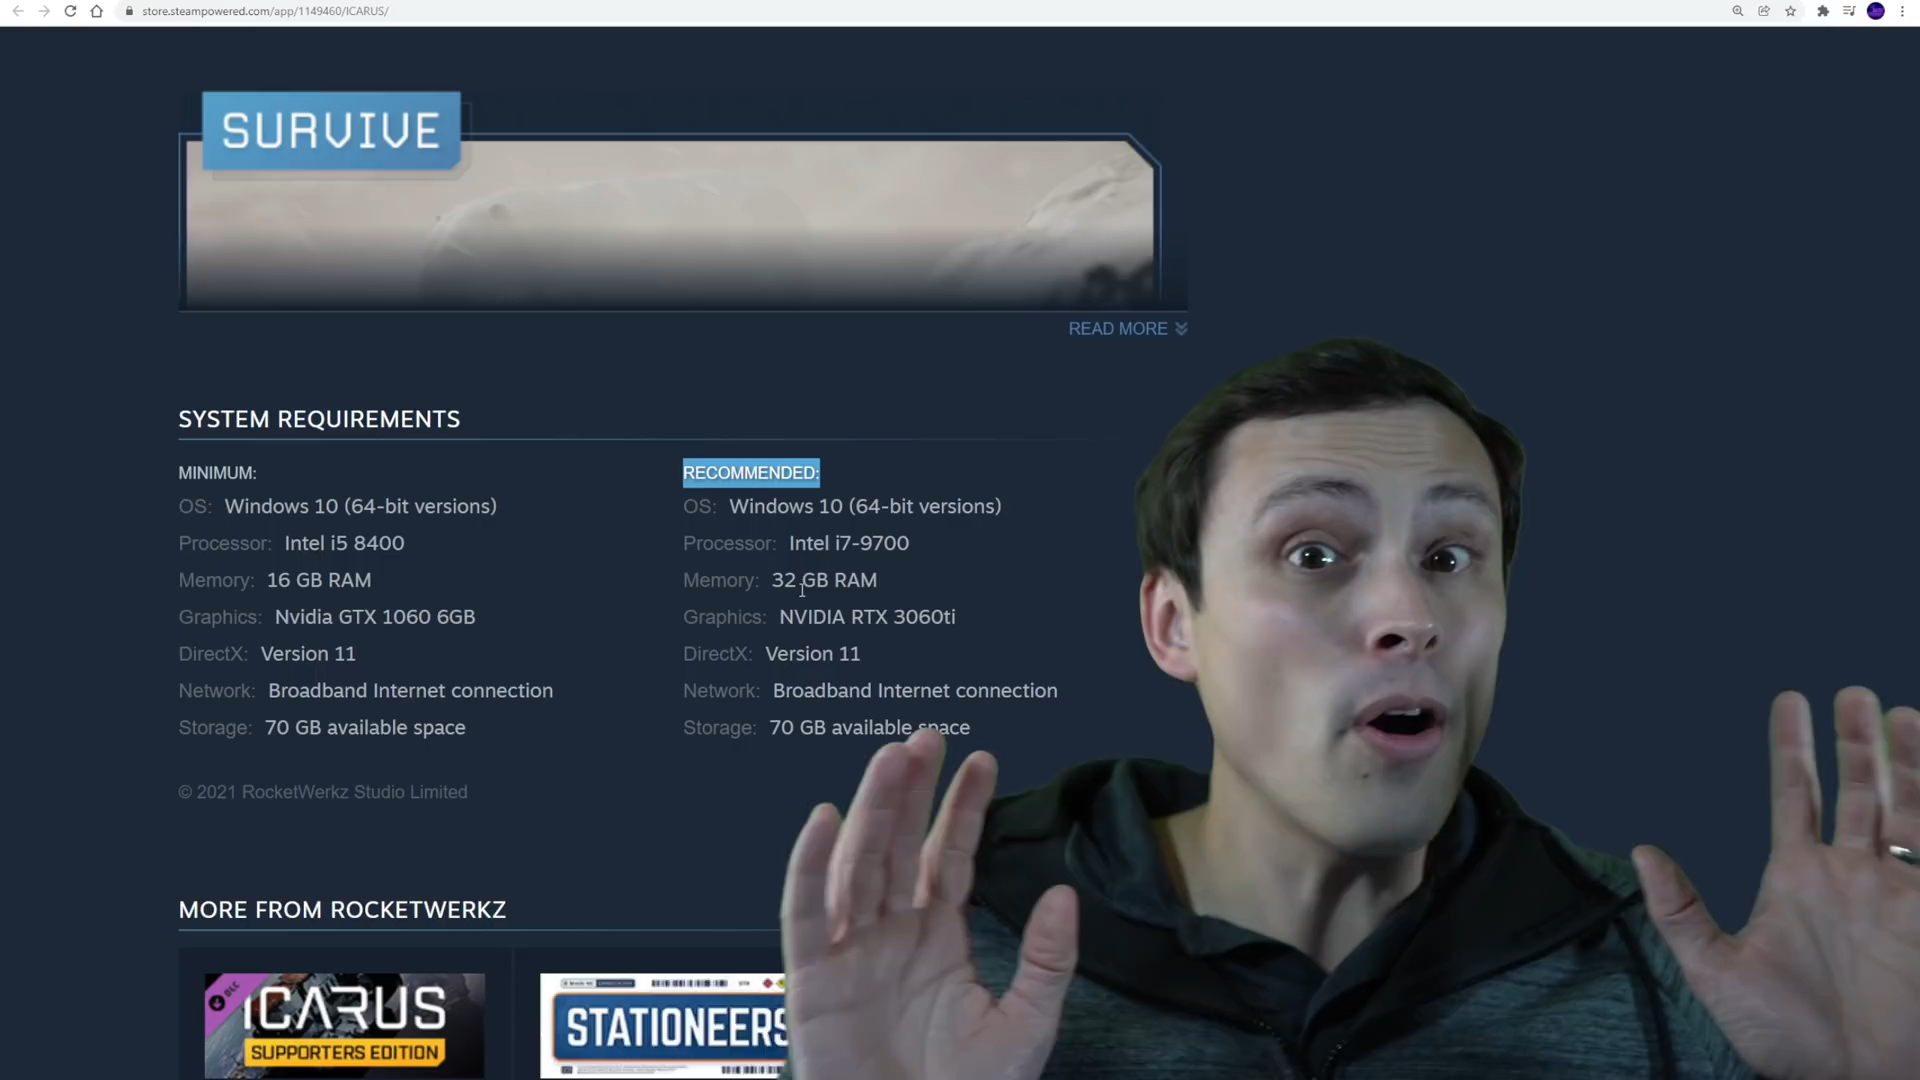 store.steampowered.com/app/1149460/ICARUS/
SURVIVE
READ MORE
SYSTEM REQUIREMENTS
MINIMUM:
OS: Windows 10 (64-bit versions)
Processor: Intel i5 8400
Memory: 16 GB RAM
Graphics: Nvidia GTX 1060 6GB
DirectX: Version 11
Network: Broadband Internet connection
Storage: 70 GB available space
RECOMMENDED:
OS: Windows 10 (64-bit versions)
Processor: Intel i7-9700
Memory: 32 GB RAM
Graphics: NVIDIA RTX 3060ti
DirectX: Version 11
Network: Broadband Internet connection
Storage: 70 GB available space
© 2021 RocketWerkz Studio Limited
MORE FROM ROCKETWERKZ
DLC
ICARUS
SUPPORTERS EDITION
STATIONEERS